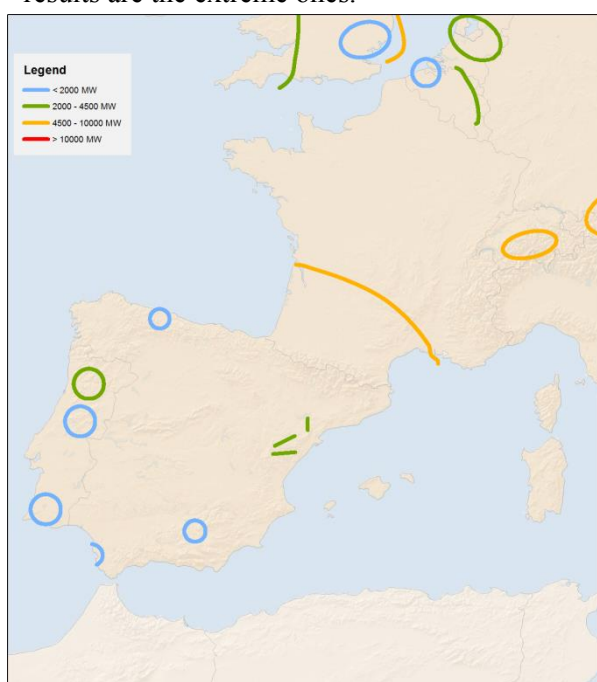 results are the extreme ones.
Legend
< 2000 MW
2000 - 4500 MW
4500 - 10000 MW
> 10000 MW